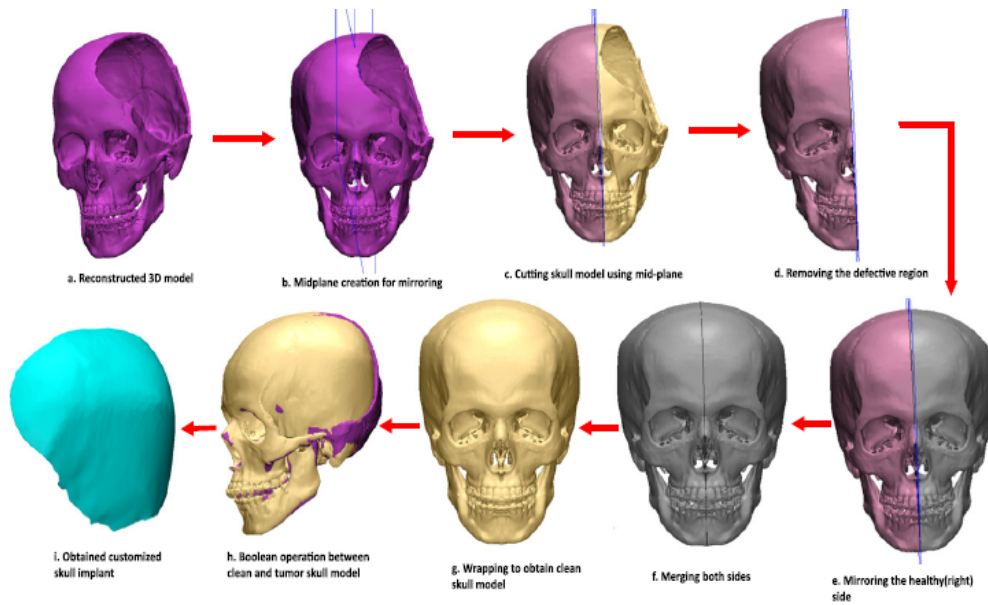 a. Reconstructed 3D model
b. Midplane creation for mirroring
c. Cutting skull model using mid-plane
d. Removing the defective region
i. Obtained customized
skull implant
h. Boolean operation between
clean and tumor skull model
g. Wrapping to obtain clean
skull model
f. Merging both sides
e. Mirroring the healthy(right)
side